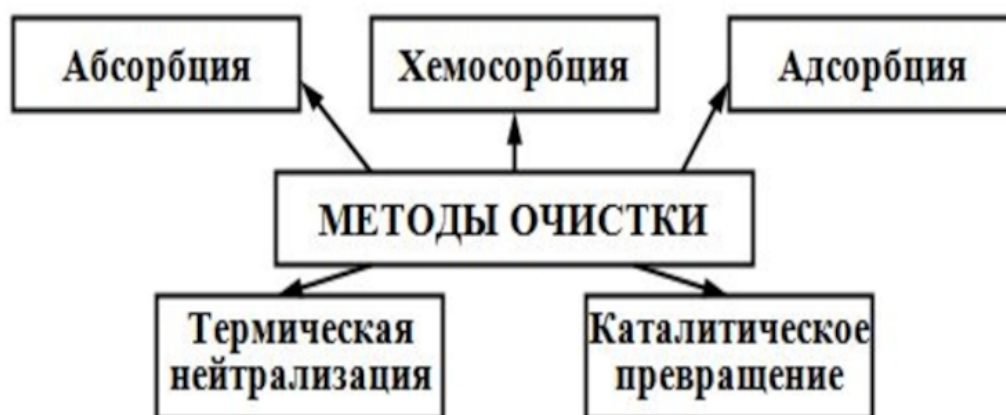 Абсорбция
Хемосорбция
Адсорбция
МЕТОДЫ ОЧИСТКИ
Термическая
нейтрализация
Каталитическое
превращение